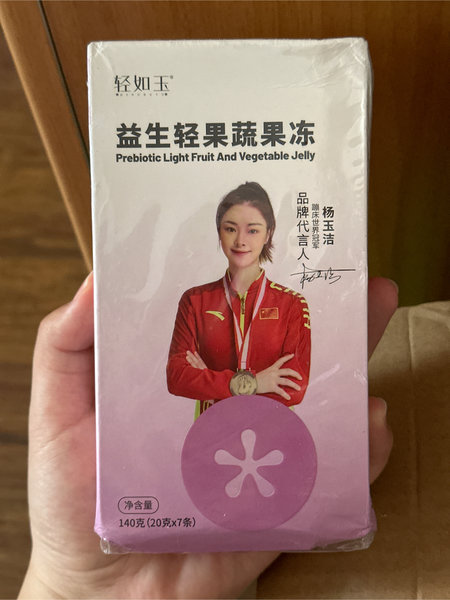 轻如玉®
益生轻果蔬果冻
Prebiotic Light Fruit And Vegetable Jelly
杨玉洁
蹦床世界冠军
品牌代言人
净含量
140克(20克×7条)